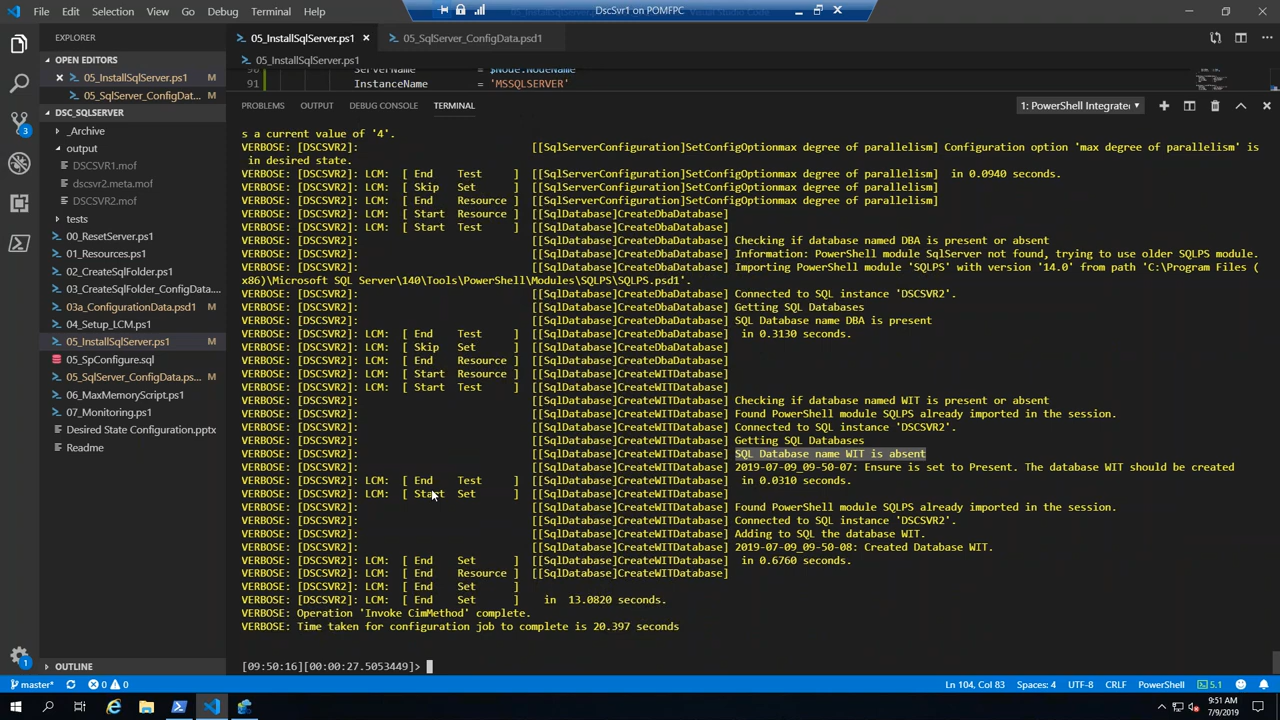 File Edit Selection View Go Debug Terminal Help
DscSvr1 on POMFPC
EXPLORER
05_InstallSqlServer.ps1
05_SqlServer_ConfigData.psd1
OPEN EDITORS
05_InstallSqlServer.ps1
05_InstallSqlServer.ps1 M
05_SqlServer_ConfigDat... M
DSC_SQLSERVER
_Archive
output
DSCSVR1.mof
dscsvr2.meta.mof
DSCSVR2.mof
tests
00_ResetServer.ps1
01_Resources.ps1
02_CreateSqlFolder.ps1
03_CreateSqlFolder_ConfigData....
03a_ConfigurationData.psd1 M
04_Setup_LCM.ps1
05_InstallSqlServer.ps1 M
05_SpConfigure.sql
05_SqlServer_ConfigData.ps... M
06_MaxMemoryScript.ps1
07_Monitoring.ps1
Desired State Configuration.pptx
Readme
OUTLINE
90 ServerName = $Node.NodeName
91 InstanceName = 'MSSQLSERVER'
PROBLEMS OUTPUT DEBUG CONSOLE TERMINAL
1: PowerShell Integrated
s a current value of '4'.
VERBOSE: [DSCSVR2]: [[SqlServerConfiguration]SetConfigOptionmax degree of parallelism] Configuration option 'max degree of parallelism' is
in desired state.
VERBOSE: [DSCSVR2]: LCM: [ End Test ] [[SqlServerConfiguration]SetConfigOptionmax degree of parallelism] in 0.0940 seconds.
VERBOSE: [DSCSVR2]: LCM: [ Skip Set ] [[SqlServerConfiguration]SetConfigOptionmax degree of parallelism]
VERBOSE: [DSCSVR2]: LCM: [ End Resource ] [[SqlServerConfiguration]SetConfigOptionmax degree of parallelism]
VERBOSE: [DSCSVR2]: LCM: [ Start Resource ] [[SqlDatabase]CreateDbaDatabase]
VERBOSE: [DSCSVR2]: LCM: [ Start Test ] [[SqlDatabase]CreateDbaDatabase]
VERBOSE: [DSCSVR2]: [[SqlDatabase]CreateDbaDatabase] Checking if database named DBA is present or absent
VERBOSE: [DSCSVR2]: [[SqlDatabase]CreateDbaDatabase] Information: PowerShell module SqlServer not found, trying to use older SQLPS module.
VERBOSE: [DSCSVR2]: [[SqlDatabase]CreateDbaDatabase] Importing PowerShell module 'SQLPS' with version '14.0' from path 'C:\Program Files (
x86)\Microsoft SQL Server\140\Tools\PowerShell\Modules\SQLPS\SQLPS.psd1'.
VERBOSE: [DSCSVR2]: [[SqlDatabase]CreateDbaDatabase] Connected to SQL instance 'DSCSVR2'.
VERBOSE: [DSCSVR2]: [[SqlDatabase]CreateDbaDatabase] Getting SQL Databases
VERBOSE: [DSCSVR2]: [[SqlDatabase]CreateDbaDatabase] SQL Database name DBA is present
VERBOSE: [DSCSVR2]: LCM: [ End Test ] [[SqlDatabase]CreateDbaDatabase] in 0.3130 seconds.
VERBOSE: [DSCSVR2]: LCM: [ Skip Set ] [[SqlDatabase]CreateDbaDatabase]
VERBOSE: [DSCSVR2]: LCM: [ End Resource ] [[SqlDatabase]CreateDbaDatabase]
VERBOSE: [DSCSVR2]: LCM: [ Start Resource ] [[SqlDatabase]CreateWITDatabase]
VERBOSE: [DSCSVR2]: LCM: [ Start Test ] [[SqlDatabase]CreateWITDatabase]
VERBOSE: [DSCSVR2]: [[SqlDatabase]CreateWITDatabase] Checking if database named WIT is present or absent
VERBOSE: [DSCSVR2]: [[SqlDatabase]CreateWITDatabase] Found PowerShell module SQLPS already imported in the session.
VERBOSE: [DSCSVR2]: [[SqlDatabase]CreateWITDatabase] Connected to SQL instance 'DSCSVR2'.
VERBOSE: [DSCSVR2]: [[SqlDatabase]CreateWITDatabase] Getting SQL Databases
VERBOSE: [DSCSVR2]: [[SqlDatabase]CreateWITDatabase] SQL Database name WIT is absent
VERBOSE: [DSCSVR2]: [[SqlDatabase]CreateWITDatabase] 2019-07-09_09-50-07: Ensure is set to Present. The database WIT should be created
VERBOSE: [DSCSVR2]: LCM: [ End Test ] [[SqlDatabase]CreateWITDatabase] in 0.0310 seconds.
VERBOSE: [DSCSVR2]: LCM: [ Start Set ] [[SqlDatabase]CreateWITDatabase]
VERBOSE: [DSCSVR2]: [[SqlDatabase]CreateWITDatabase] Found PowerShell module SQLPS already imported in the session.
VERBOSE: [DSCSVR2]: [[SqlDatabase]CreateWITDatabase] Connected to SQL instance 'DSCSVR2'.
VERBOSE: [DSCSVR2]: [[SqlDatabase]CreateWITDatabase] Adding to SQL the database WIT.
VERBOSE: [DSCSVR2]: [[SqlDatabase]CreateWITDatabase] 2019-07-09_09-50-08: Created Database WIT.
VERBOSE: [DSCSVR2]: LCM: [ End Set ] [[SqlDatabase]CreateWITDatabase] in 0.6760 seconds.
VERBOSE: [DSCSVR2]: LCM: [ End Resource ] [[SqlDatabase]CreateWITDatabase]
VERBOSE: [DSCSVR2]: LCM: [ End Set ]
VERBOSE: [DSCSVR2]: LCM: [ End Set ] in 13.0820 seconds.
VERBOSE: Operation 'Invoke CimMethod' complete.
VERBOSE: Time taken for configuration job to complete is 20.397 seconds
[09:50:16][00:00:27.5053449]>
master* 0 0
Ln 104, Col 83 Spaces: 4 UTF-8 CRLF PowerShell 5.1
9:51 AM
7/9/2019